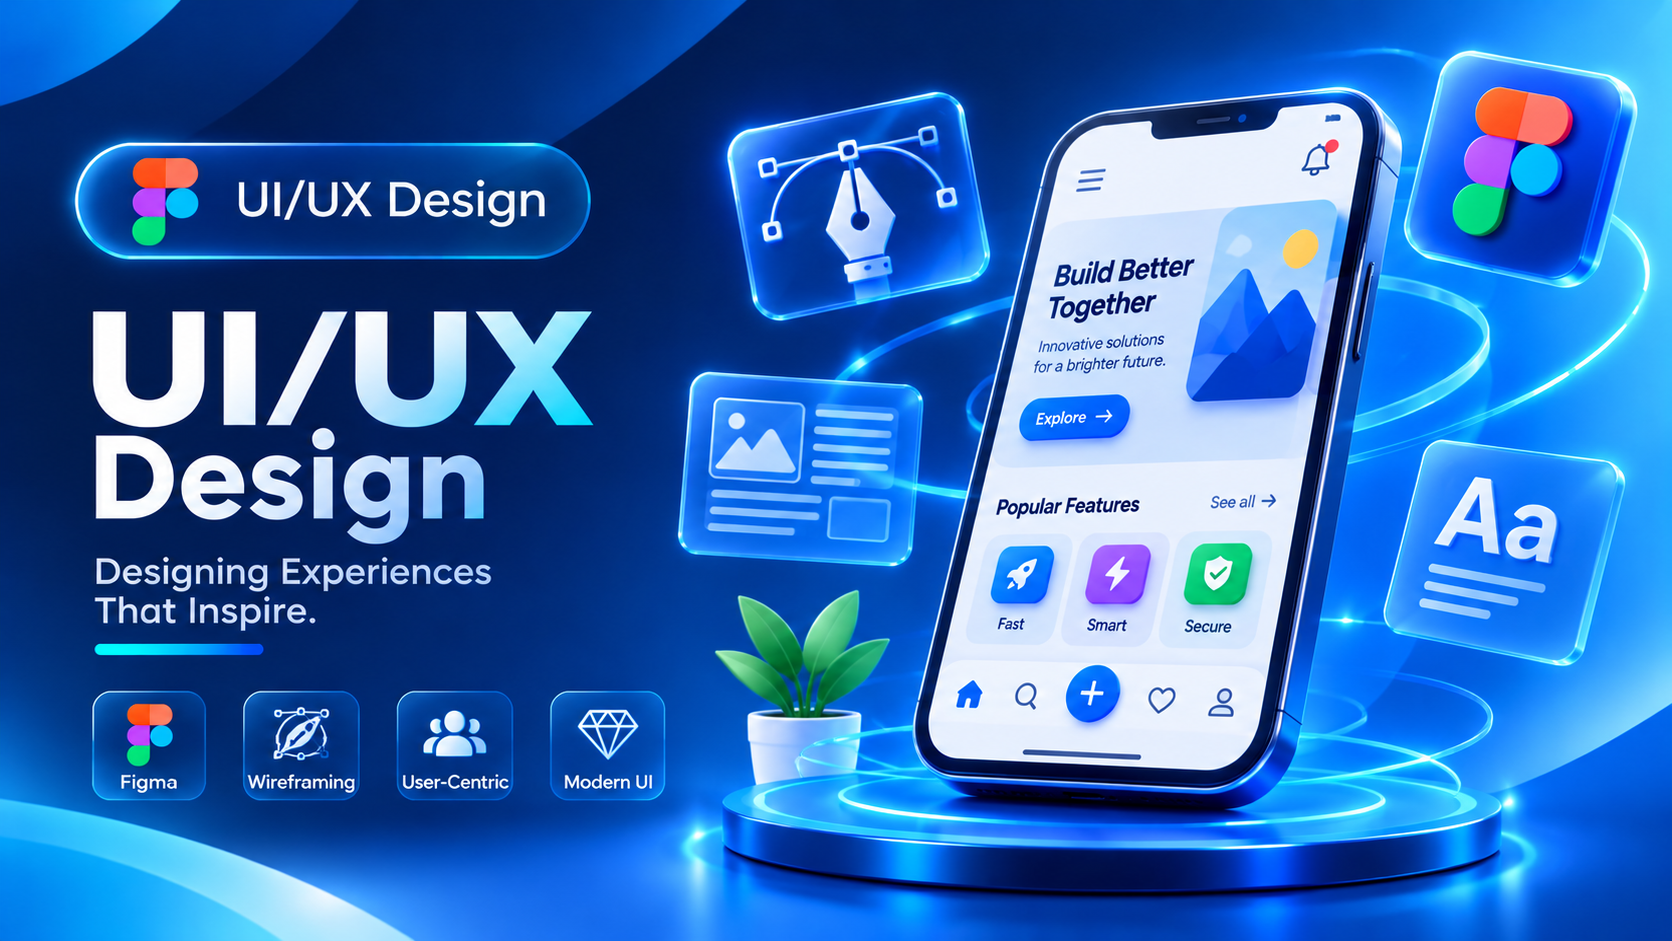 UI/UX Design
UI/UX
Design
Designing Experiences
That Inspire.
Figma
Wireframing
User-Centric
Modern UI
Build Better
Together
Innovative solutions
for a brighter future.
Explore →
Popular Features
See all →
Fast
Smart
Secure
Aa